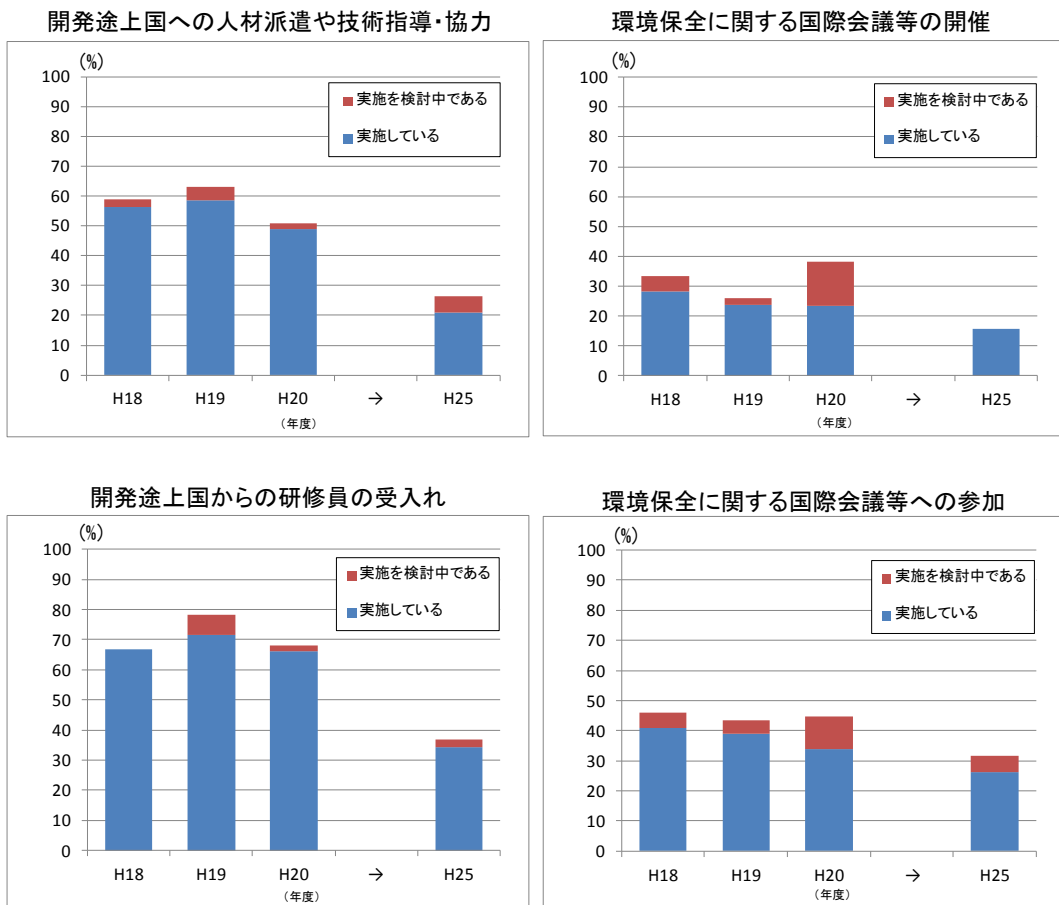 開発途上国への人材派遣や技術指導・協力
(%)
100
90
80
70
60
50
40
30
20
10
0
実施を検討中である
実施している
H18 H19 H20 → H25
（年度）
環境保全に関する国際会議等の開催
(%)
100
90
80
70
60
50
40
30
20
10
0
実施を検討中である
実施している
H18 H19 H20 → H25
（年度）
開発途上国からの研修員の受入れ
(%)
100
90
80
70
60
50
40
30
20
10
0
実施を検討中である
実施している
H18 H19 H20 → H25
（年度）
環境保全に関する国際会議等への参加
(%)
100
90
80
70
60
50
40
30
20
10
0
実施を検討中である
実施している
H18 H19 H20 → H25
（年度）